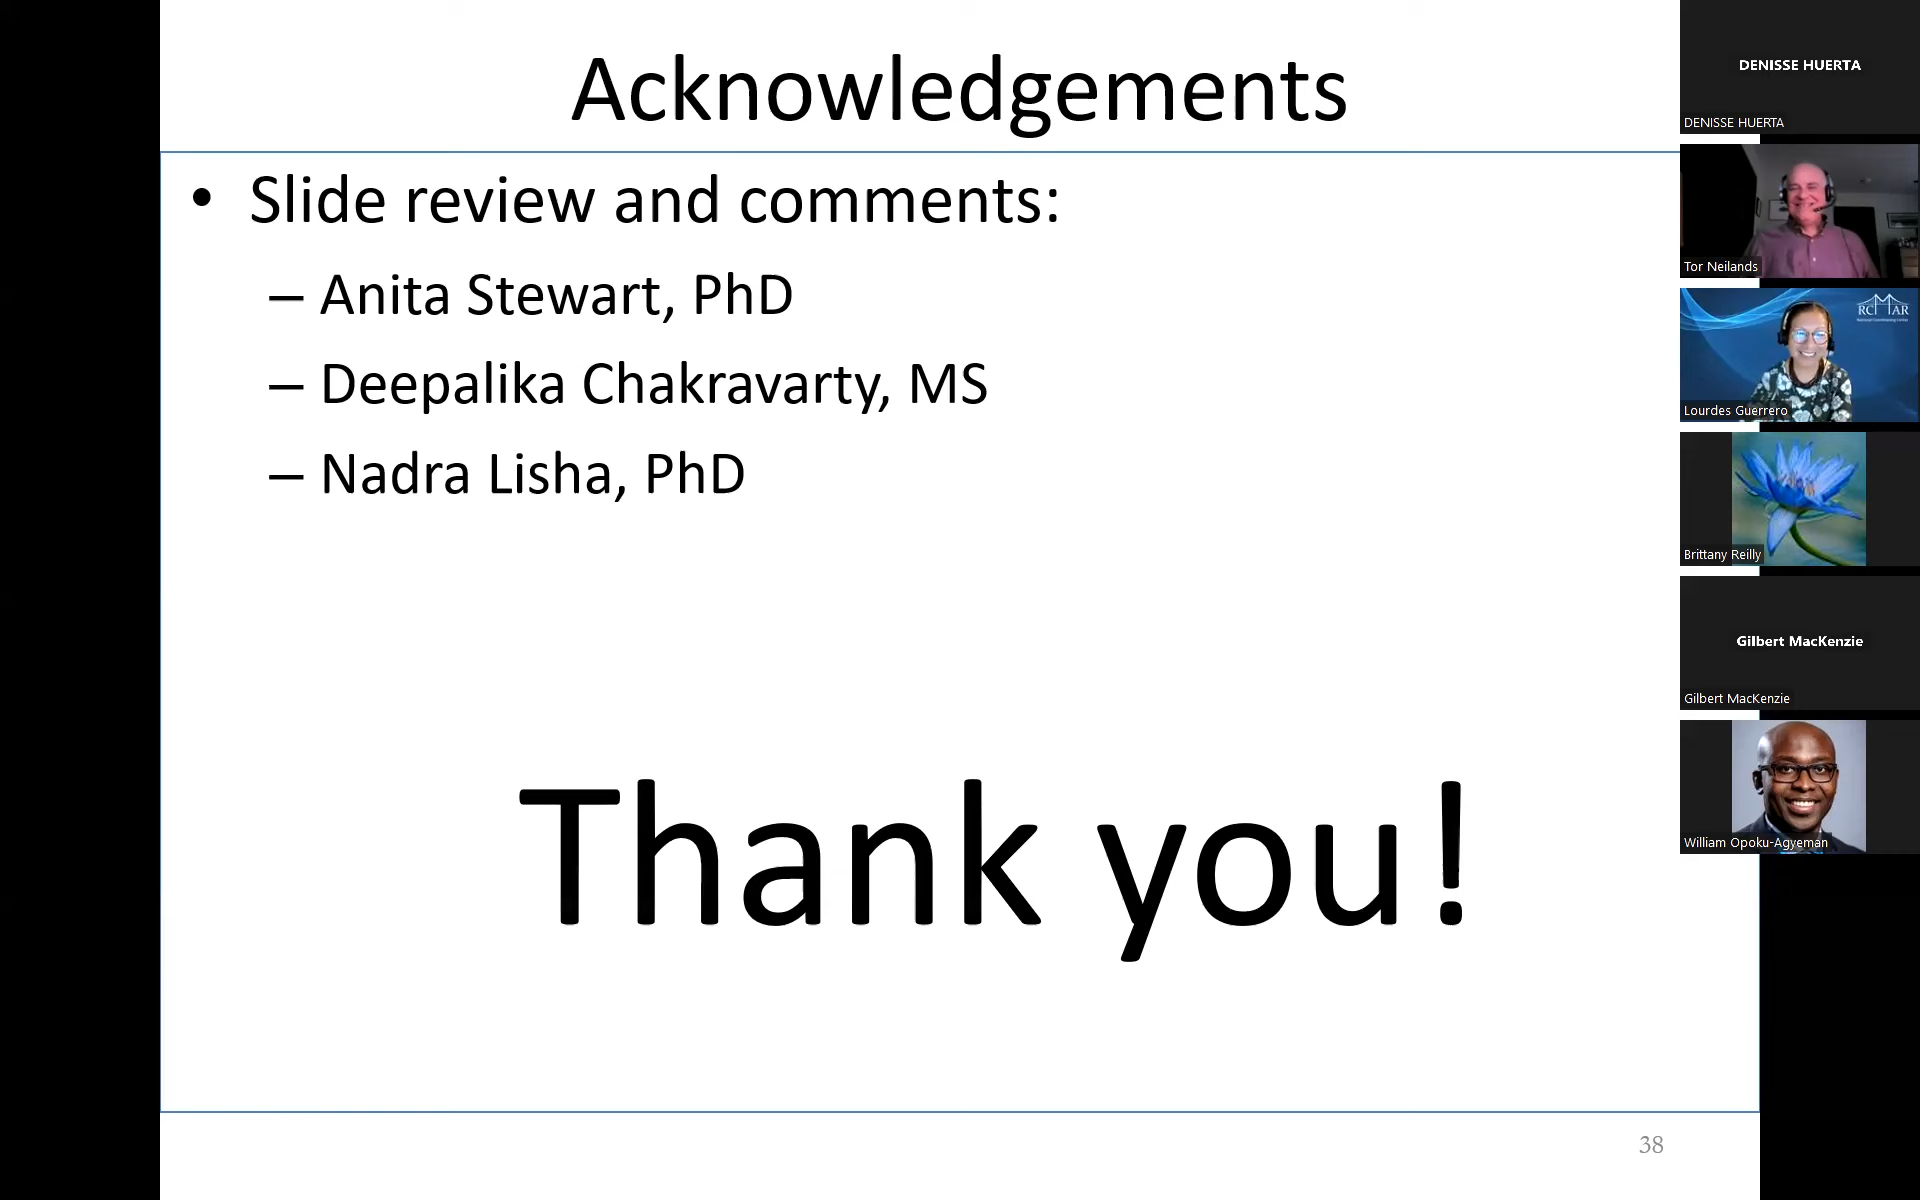 Acknowledgements
• Slide review and comments:
– Anita Stewart, PhD
– Deepalika Chakravarty, MS
– Nadra Lisha, PhD
Thank you!
38
DENISSE HUERTA
DENISSE HUERTA
Tor Neilands
RCMAR
Lourdes Guerrero
Brittany Reilly
Gilbert MacKenzie
Gilbert MacKenzie
William Opoku-Agyeman